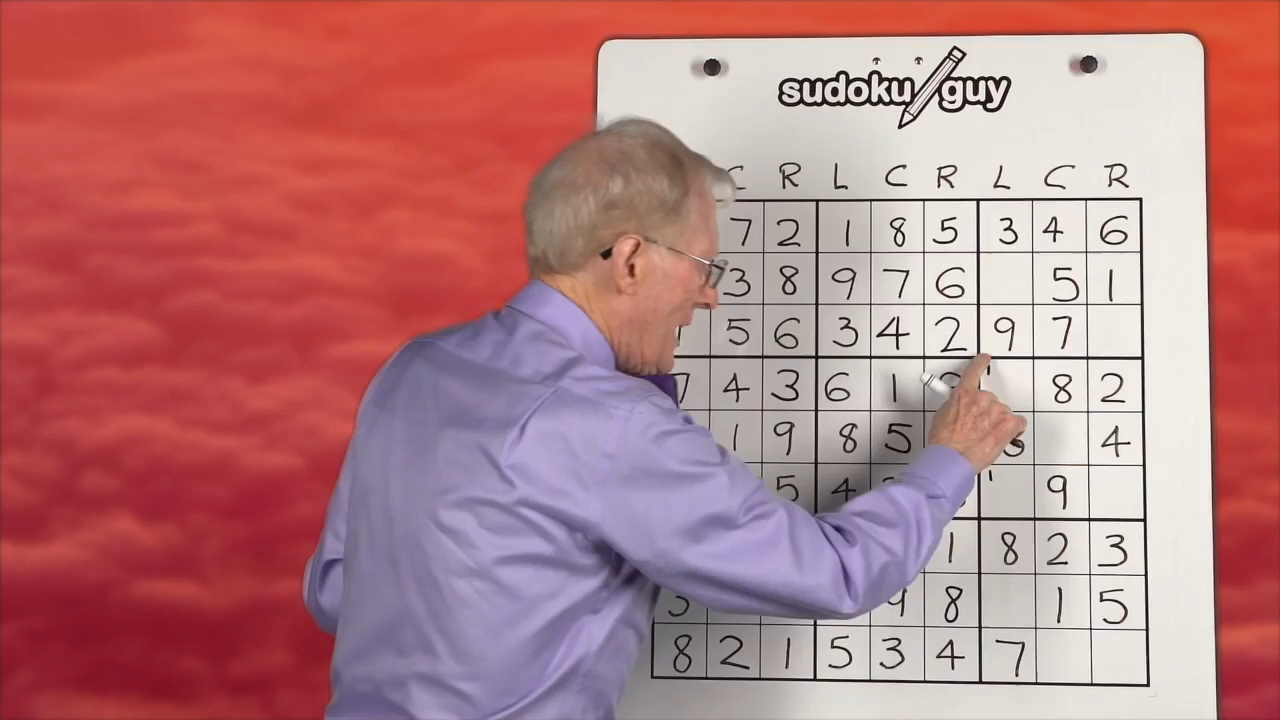 sudoku guy
C R L C R L C R
7 2 1 8 5 3 4 6
3 8 9 7 6 5 1
5 6 3 4 2 9 7
7 4 3 6 1 8 2
1 9 8 5 4
5 4 9
1 8 2 3
9 8 1 5
8 2 1 5 3 4 7